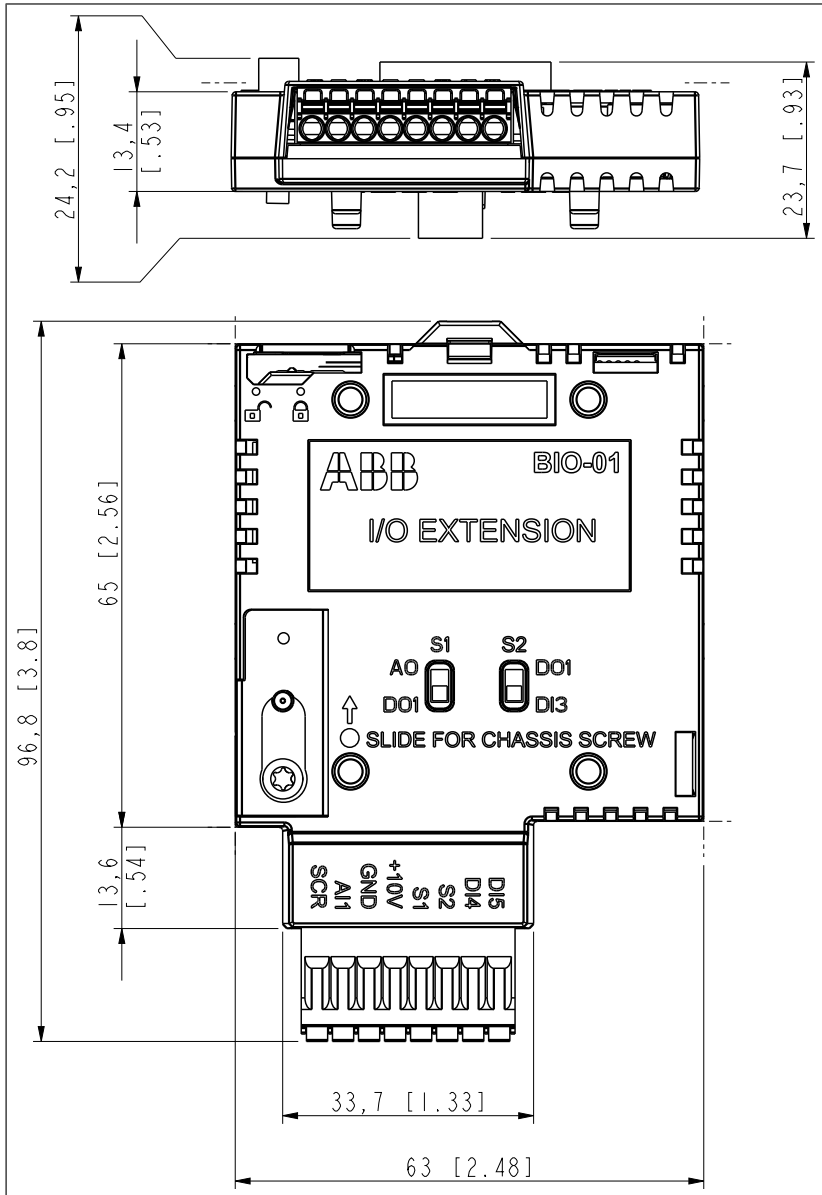 24,2 [.95]
13,4
[.53]
23,7 [.93]
ABB
BIO-01
I/O EXTENSION
65 [2.56]
96,8 [3.8]
S1
S2
AO
DO1
DO1
DI3
SLIDE FOR CHASSIS SCREW
13,6
[.54]
SCR
AI1
GND
+10V
S1
S2
DI4
DI5
33,7 [1.33]
63 [2.48]